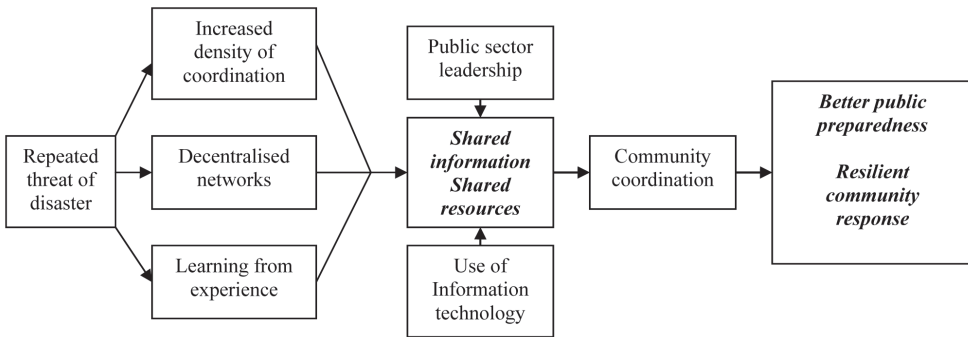 Repeated
threat of
disaster
Increased
density of
coordination
Decentralised
networks
Learning from
experience
Public sector
leadership
Shared
information
Shared
resources
Use of
Information
technology
Community
coordination
Better public
preparedness
Resilient
community
response